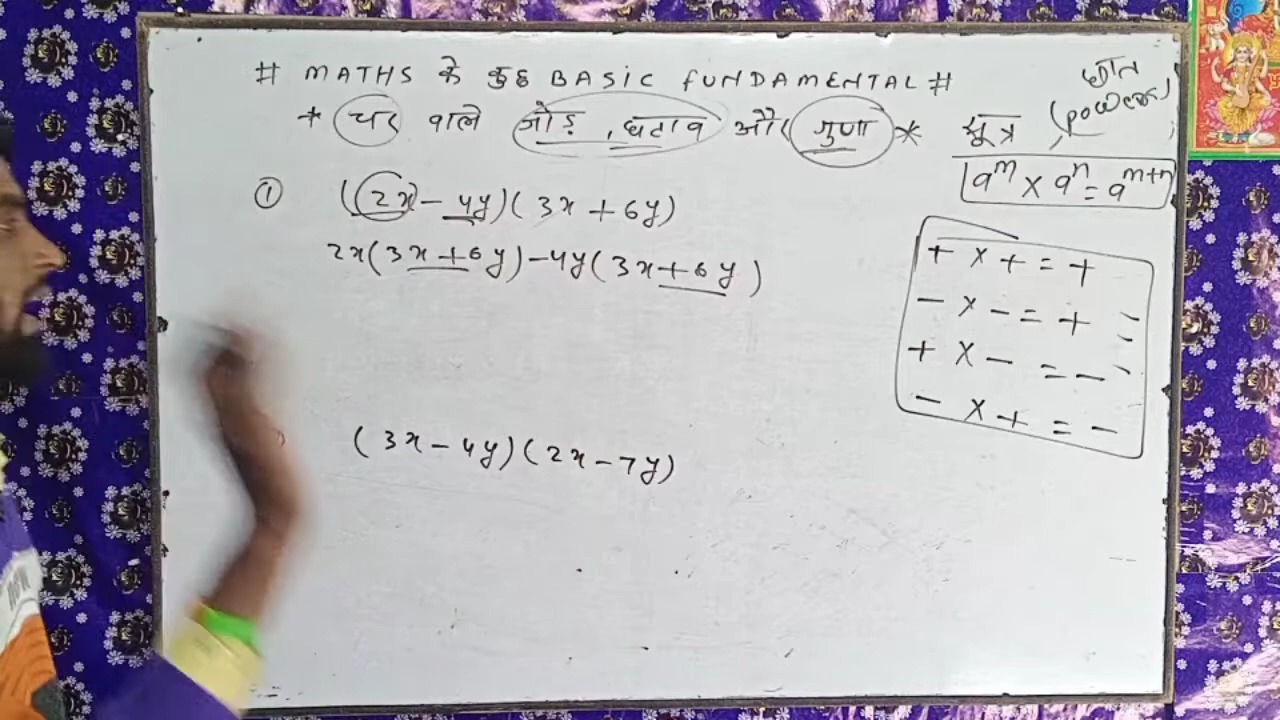 # MATHS के कुछ BASIC FUNDAMENTAL #
* चर वाले जोड़, घटाव और गुणा *
सूत्र
घात
(power)
a^m × a^n = a^m+n
① (2x - 4y)(3x + 6y)
2x(3x+6y)-4y(3x+6y)
+ × + = +
- × - = +
+ × - = -
- × + = -
(3x - 4y)(2x - 7y)